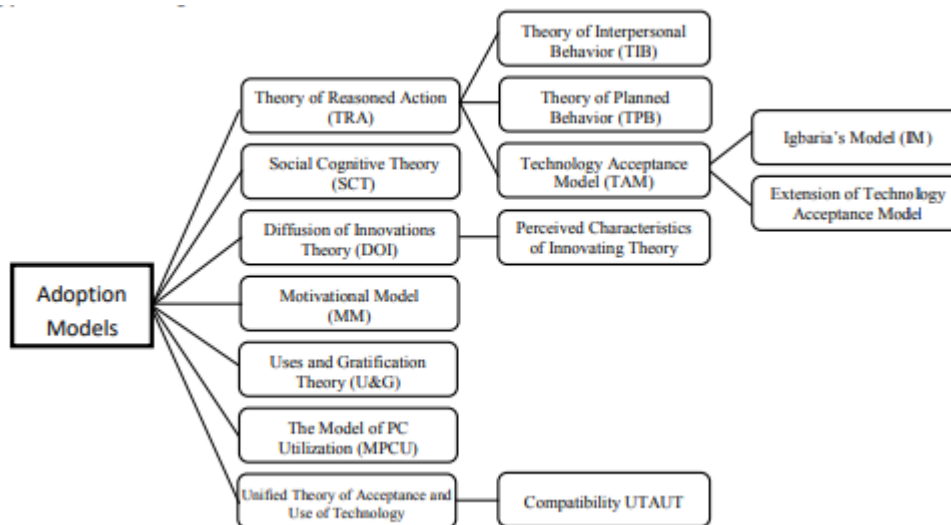 Adoption
Models
Theory of Reasoned Action
(TRA)
Social Cognitive Theory
(SCT)
Diffusion of Innovations
Theory (DOI)
Motivational Model
(MM)
Uses and Gratification
Theory (U&G)
The Model of PC
Utilization (MPCU)
Unified Theory of Acceptance and
Use of Technology
Theory of Interpersonal
Behavior (TIB)
Theory of Planned
Behavior (TPB)
Technology Acceptance
Model (TAM)
Perceived Characteristics
of Innovating Theory
Compatibility UTAUT
Igbaria's Model (IM)
Extension of Technology
Acceptance Model